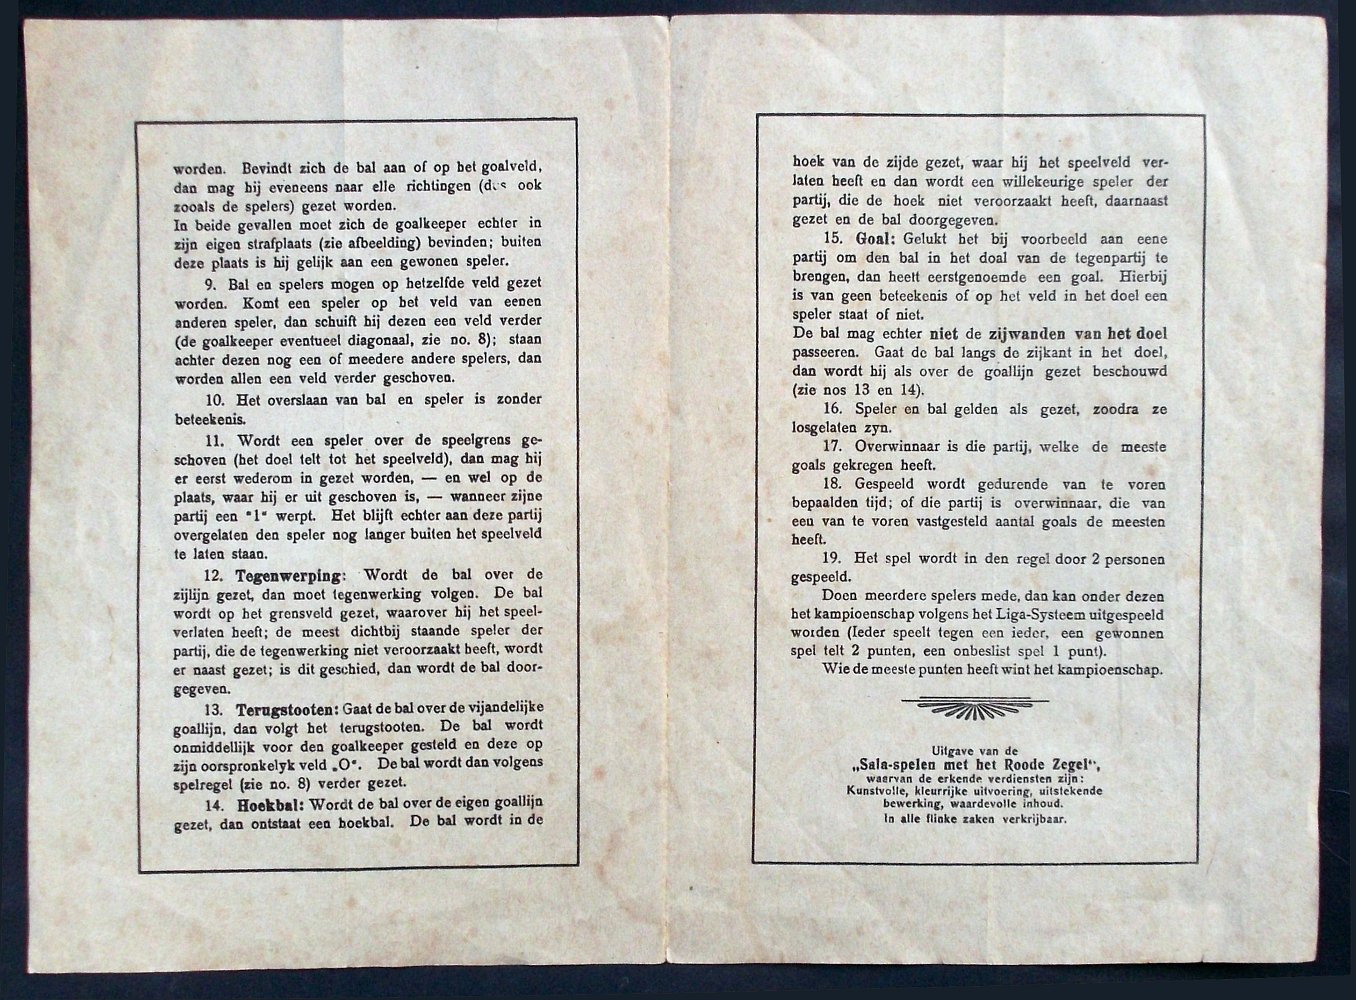 worden. Bevindt zich de bal aan of op het goalveld,
dan mag hij eveneens naar elle richtingen ( ook
zooals de spelers) gezet worden.
In beide gevallen moet zich de goalkeeper echter in
zijn eigen strafplaats (zie afbeelding) bevinden; buiten
deze plaats is hij gelijk aan een gewonen speler.
9. Bal en spelers mogen op hetzelfde veld gezet
worden. Komt een speler op het veld van eenen
anderen speler, dan schuift hij dezen een veld verder
(de goalkeeper eventueel diagonaal, zie no. 8); staan
achter dezen nog een of meedere andere spelers, dan
worden allen een veld verder geschoven.
10. Het overslaan van bal en speler is zonder
beteekenis.
11. Wordt een speler over de speelgrens ge-
schoven (het doel telt tot het speelveld), dan mag hij
er eerst wederom in gezet worden, — en wel op de
plaats, waar hij er uit geschoven is, — wanneer zijne
partij een "1" werpt. Het blijft echter aan deze partij
overgelaten den speler nog langer buiten het speelveld
te laten staan.
12. Tegenwerping: Wordt de bal over de
zijlijn gezet, dan moet tegenwerking volgen. De bal
wordt op het grensveld gezet, waarover hij het speel-
verlaten heeft; de meest dichtbij staande speler der
partij, die de tegenwerking niet veroorzaakt heeft, wordt
er naast gezet; is dit geschied, dan wordt de bal door-
gegeven.
13. Terugstooten: Gaat de bal over de vijandelijke
goallijn, dan volgt het terugstooten. De bal wordt
onmiddellijk voor den goalkeeper gesteld en deze op
zijn oorspronkelyk veld „O“. De bal wordt dan volgens
spelregel (zie no. 8) verder gezet.
14. Hoekbal: Wordt de bal over de eigen goallijn
gezet, dan ontstaat een hoekbal. De bal wordt in de
hoek van de zijde gezet, waar hij het speelveld ver-
laten heeft en dan wordt een willekeurige speler der
partij, die de hoek niet veroorzaakt heeft, daarnaast
gezet en de bal doorgegeven.
15. Goal: Gelukt het bij voorbeeld aan eene
partij om den bal in het doal van de tegenpartij te
brengen, dan heett eerstgenoemde een goal. Hierbij
is van geen beteekenis of op het veld in het doel een
speler staat of niet.
De bal mag echter niet de zijwanden van het doel
passeeren. Gaat de bal langs de zijkant in het doel,
dan wordt hij als over de goallijn gezet beschouwd
(zie nos 13 en 14).
16. Speler en bal gelden als gezet, zoodra ze
losgelaten zyn.
17. Overwinnaar is die partij, welke de meeste
goals gekregen heeft.
18. Gespeeld wordt gedurende van te voren
bepaalden tijd; of die partij is overwinnaar, die van
een van te voren vastgesteld aantal goals de meesten
heeft.
19. Het spel wordt in den regel door 2 personen
gespeeld.
Doen meerdere spelers mede, dan kan onder dezen
het kampioenschap volgens het Liga-Systeem uitgespeeld
worden (Ieder speelt tegen een ieder, een gewonnen
spel telt 2 punten, een onbeslist spel 1 punt).
Wie de meeste punten heeft wint het kampioenschap.
Uitgave van de
„Sala-spelen met het Roode Zegel“,
waarvan de erkende verdiensten zijn:
Kunstvolle, kleurrijke uitvoering, uitstekende
bewerking, waardevolle inhoud.
In alle flinke zaken verkrijbaar.